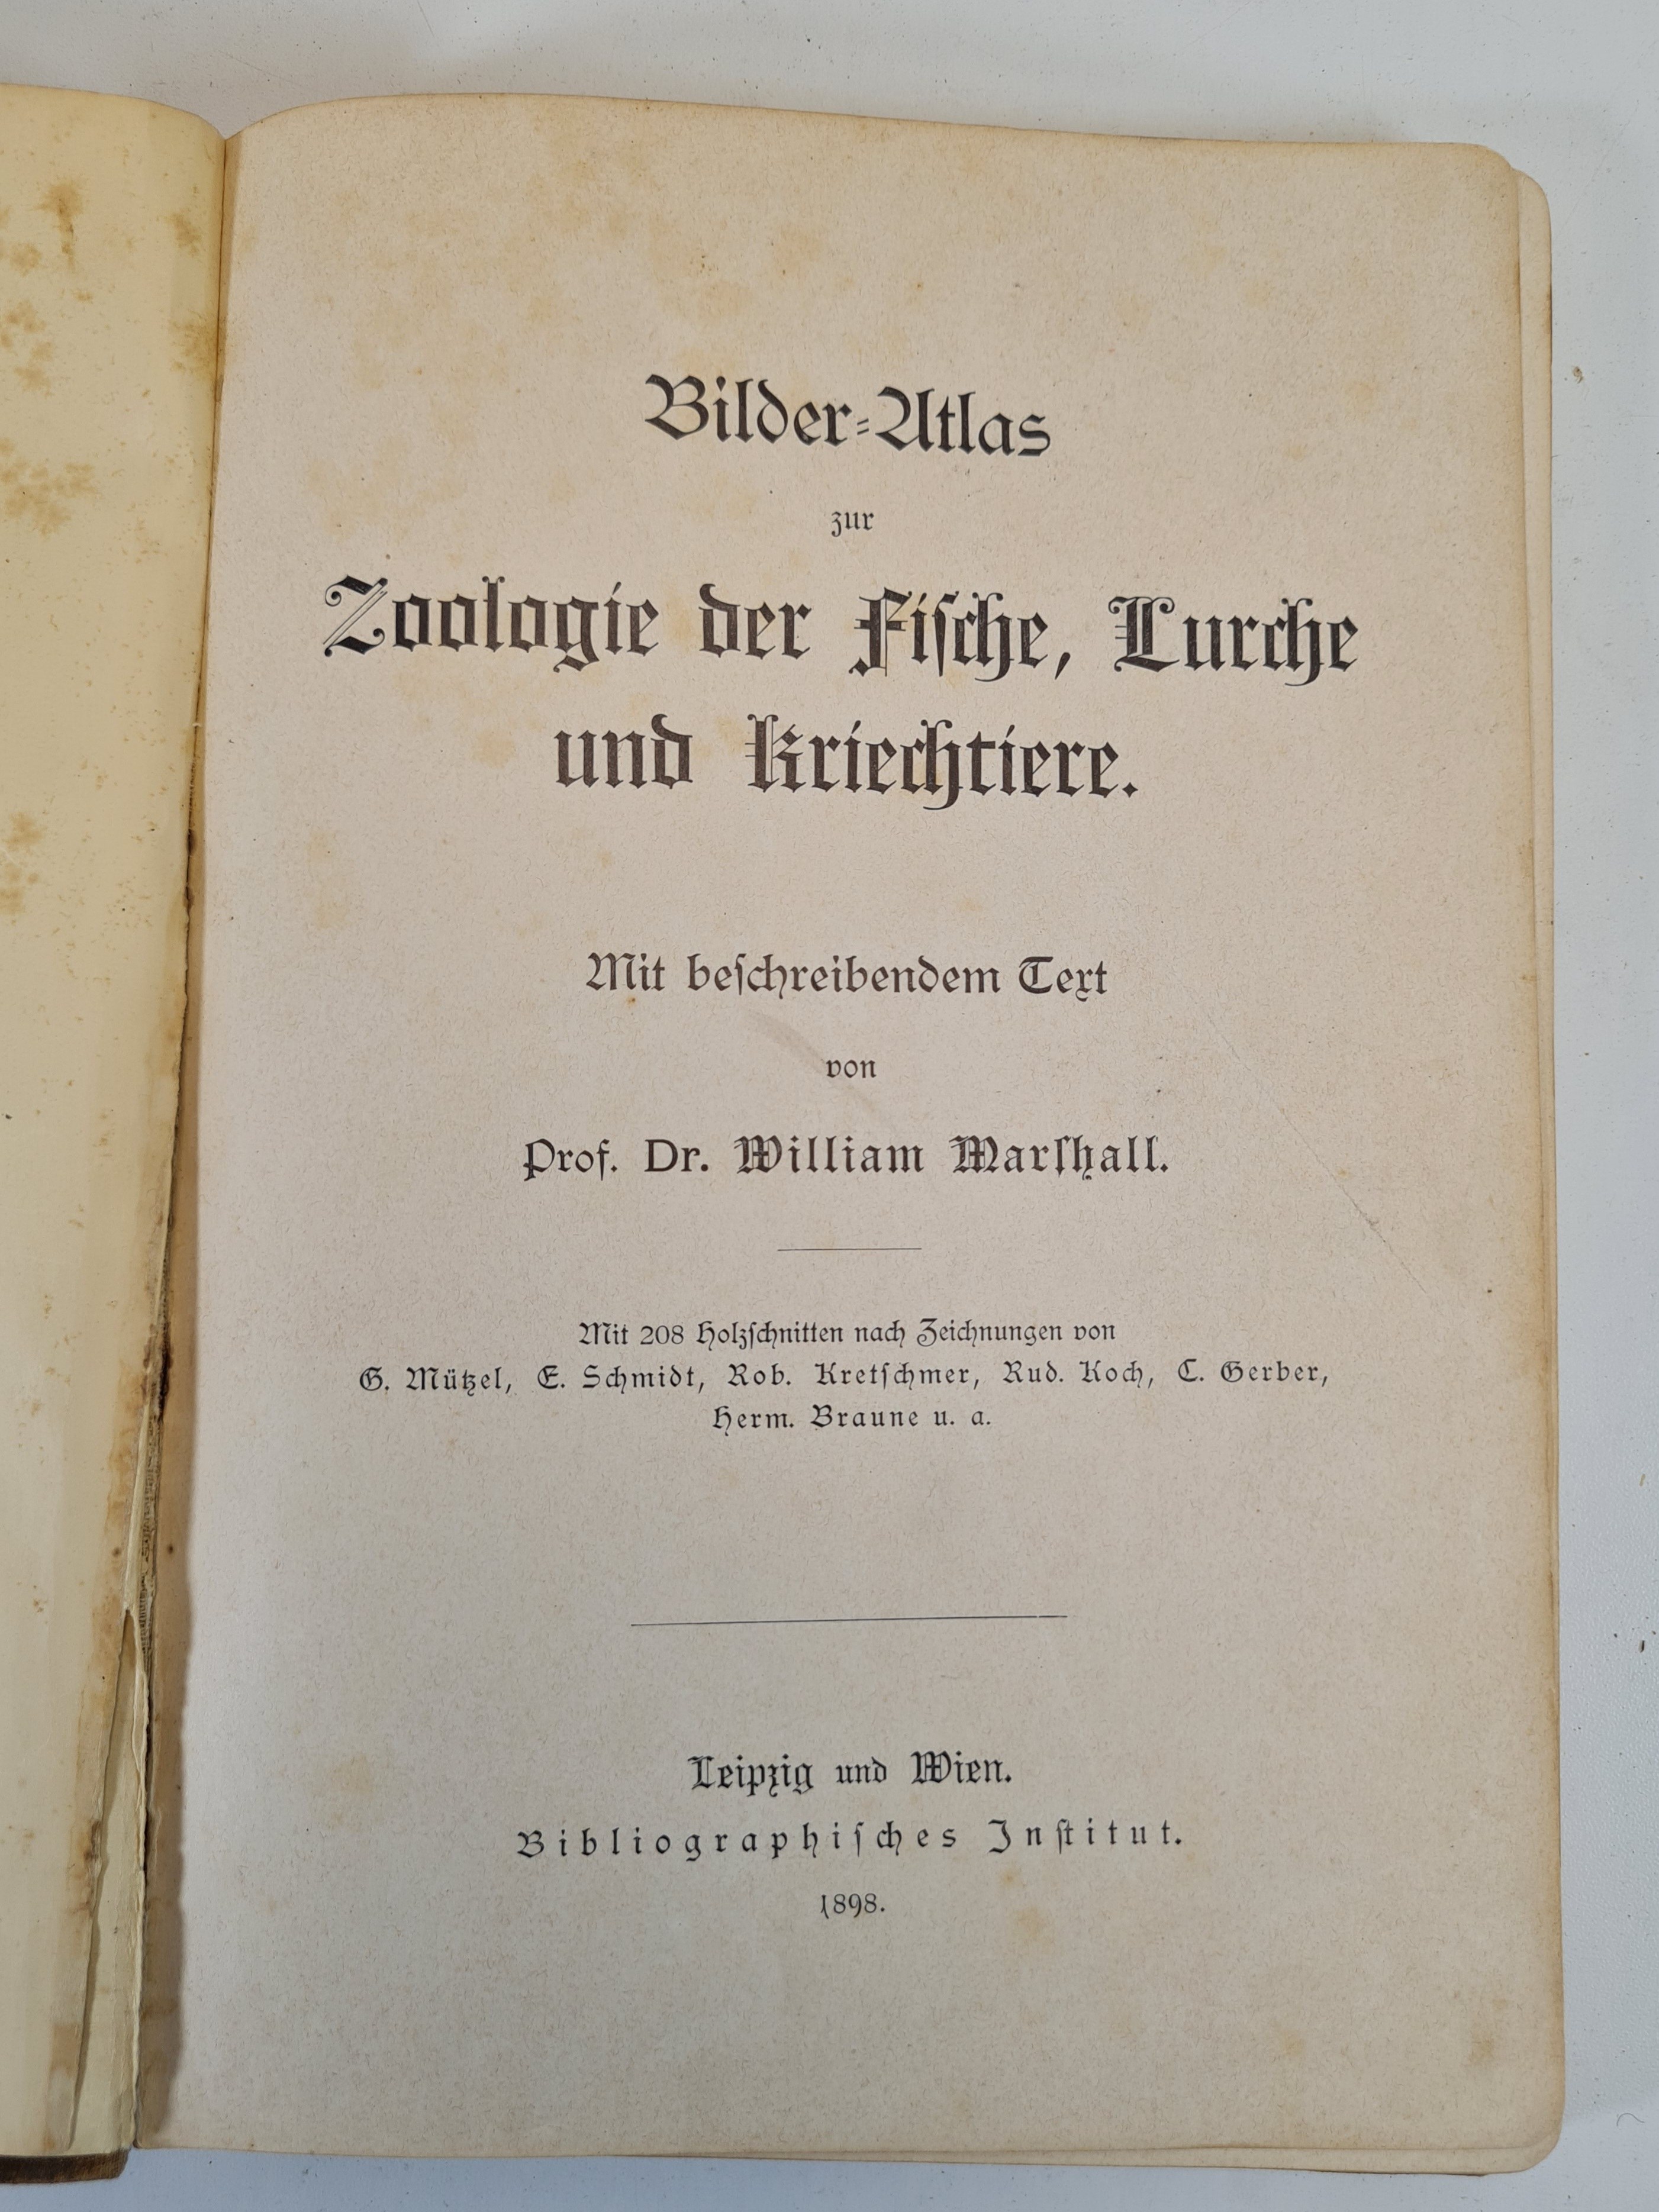 Bilder-Atlas
zur
Zoologie der Fiſche, Lurche
und Kriechtiere.
Mit beſchreibendem Text
von
Prof. Dr. William Marſhall.
Mit 208 Holzſchnitten nach Zeichnungen von
G. Mützel, E. Schmidt, Rob. Kretſchmer, Rud. Koch, C. Gerber,
Herm. Braune u. a.
Leipzig und Wien.
Bibliographiſches Inſtitut.
1898.